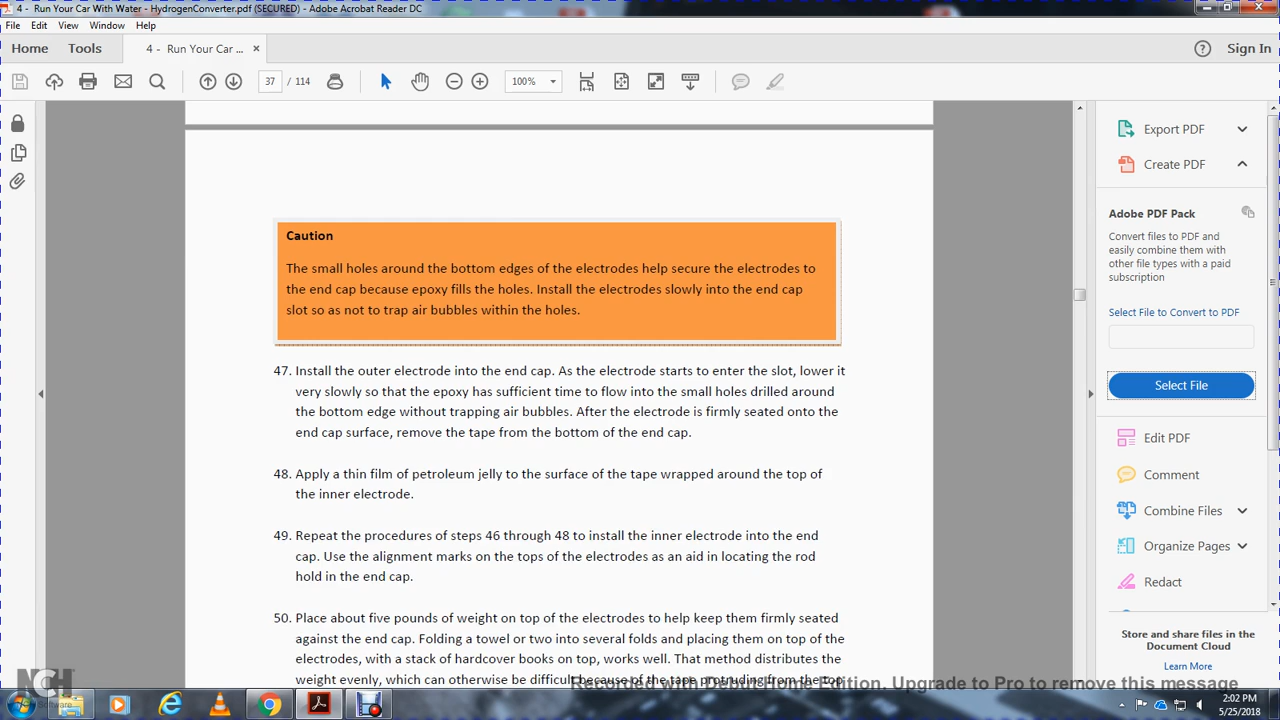 4 - Run Your Car With Water - HydrogenConverter.pdf (SECURED) - Adobe Acrobat Reader DC
File Edit View Window Help
Home Tools 4 - Run Your Car ... × Sign In
37 / 114 100%
Caution
The small holes around the bottom edges of the electrodes help secure the electrodes to
the end cap because epoxy fills the holes. Install the electrodes slowly into the end cap
slot so as not to trap air bubbles within the holes.
47. Install the outer electrode into the end cap. As the electrode starts to enter the slot, lower it
very slowly so that the epoxy has sufficient time to flow into the small holes drilled around
the bottom edge without trapping air bubbles. After the electrode is firmly seated onto the
end cap surface, remove the tape from the bottom of the end cap.
48. Apply a thin film of petroleum jelly to the surface of the tape wrapped around the top of
the inner electrode.
49. Repeat the procedures of steps 46 through 48 to install the inner electrode into the end
cap. Use the alignment marks on the tops of the electrodes as an aid in locating the rod
hold in the end cap.
50. Place about five pounds of weight on top of the electrodes to help keep them firmly seated
against the end cap. Folding a towel or two into several folds and placing them on top of the
electrodes, with a stack of hardcover books on top, works well. That method distributes the
weight evenly, which can otherwise be difficult because of the tape protruding from the top
Export PDF
Create PDF
Adobe PDF Pack
Convert files to PDF and
easily combine them with
other file types with a paid
subscription
Select File to Convert to PDF
Select File
Edit PDF
Comment
Combine Files
Organize Pages
Redact
Store and share files in the
Document Cloud
Learn More
NCH Software
Recorded with Debut Home Edition. Upgrade to Pro to remove this message
2:02 PM
5/25/2018